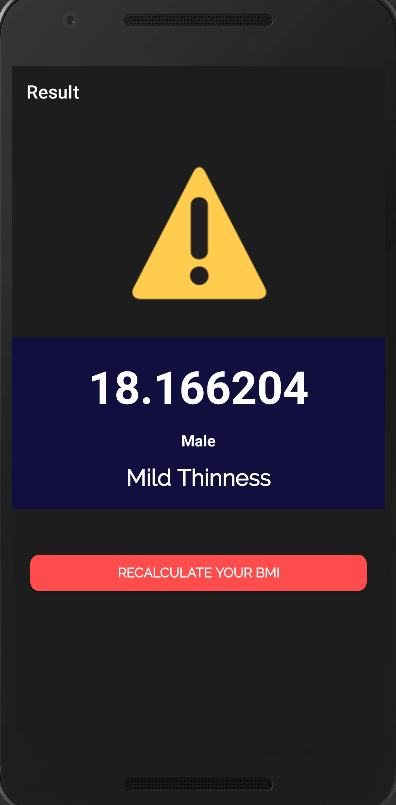 Result
18.166204
Male
Mild Thinness
RECALCULATE YOUR BMI